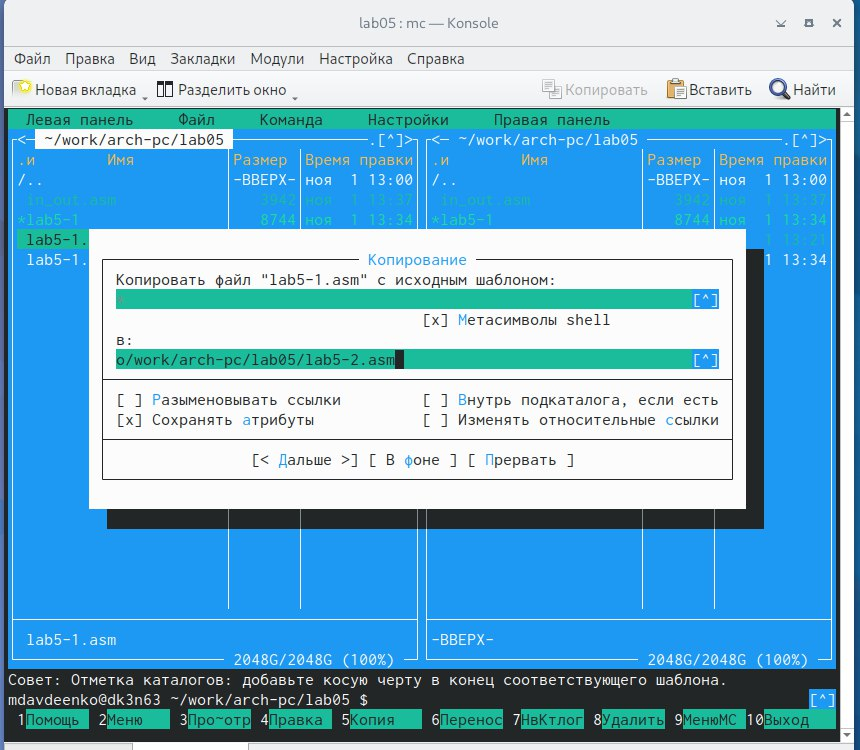 lab05 : mc — Konsole
Файл Правка Вид Закладки Модули Настройка Справка
Новая вкладка Разделить окно Копировать Вставить Найти
Левая панель Файл Команда Настройки Правая панель
<─ ~/work/arch-pc/lab05 .[^]> <─ ~/work/arch-pc/lab05 .[^]>
.и Имя Размер Время правки .и Имя Размер Время правки
/.. -ВВЕРХ- ноя 1 13:00 /.. -ВВЕРХ- ноя 1 13:00
in_out.asm 3942 ноя 1 13:37 in_out.asm 3942 ноя 1 13:37
*lab5-1 8744 ноя 1 13:34 *lab5-1 8744 ноя 1 13:34
lab5-1. 1 13:21
lab5-1. 1 13:34
Копирование
Копировать файл "lab5-1.asm" с исходным шаблоном:
* [^]
[x] Метасимволы shell
в:
o/work/arch-pc/lab05/lab5-2.asm [^]
[ ] Разыменовывать ссылки [ ] Внутрь подкаталога, если есть
[x] Сохранять атрибуты [ ] Изменять относительные ссылки
[< Дальше >] [ В фоне ] [ Прервать ]
lab5-1.asm -ВВЕРХ-
2048G/2048G (100%) 2048G/2048G (100%)
Совет: Отметка каталогов: добавьте косую черту в конец соответствующего шаблона.
mdavdeenko@dk3n63 ~/work/arch-pc/lab05 $ [^]
1Помощь 2Меню 3Про~отр 4Правка 5Копия 6Перенос 7НвКтлог 8Удалить 9МенюМС 10Выход